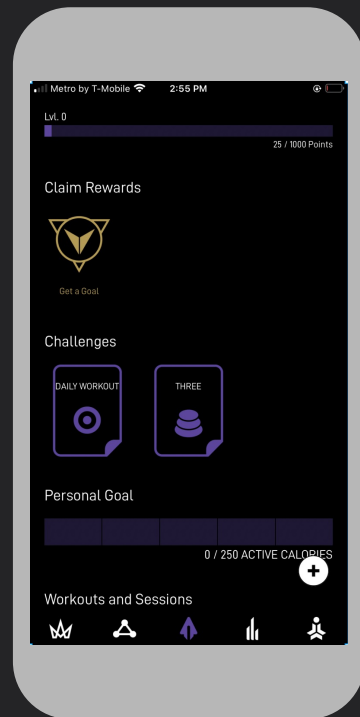 Metro by T-Mobile 2:55 PM
Lvl. 0
25 / 1000 Points
Claim Rewards
Get a Goal
Challenges
DAILY WORKOUT
THREE
Personal Goal
0 / 250 ACTIVE CALORIES
+
Workouts and Sessions